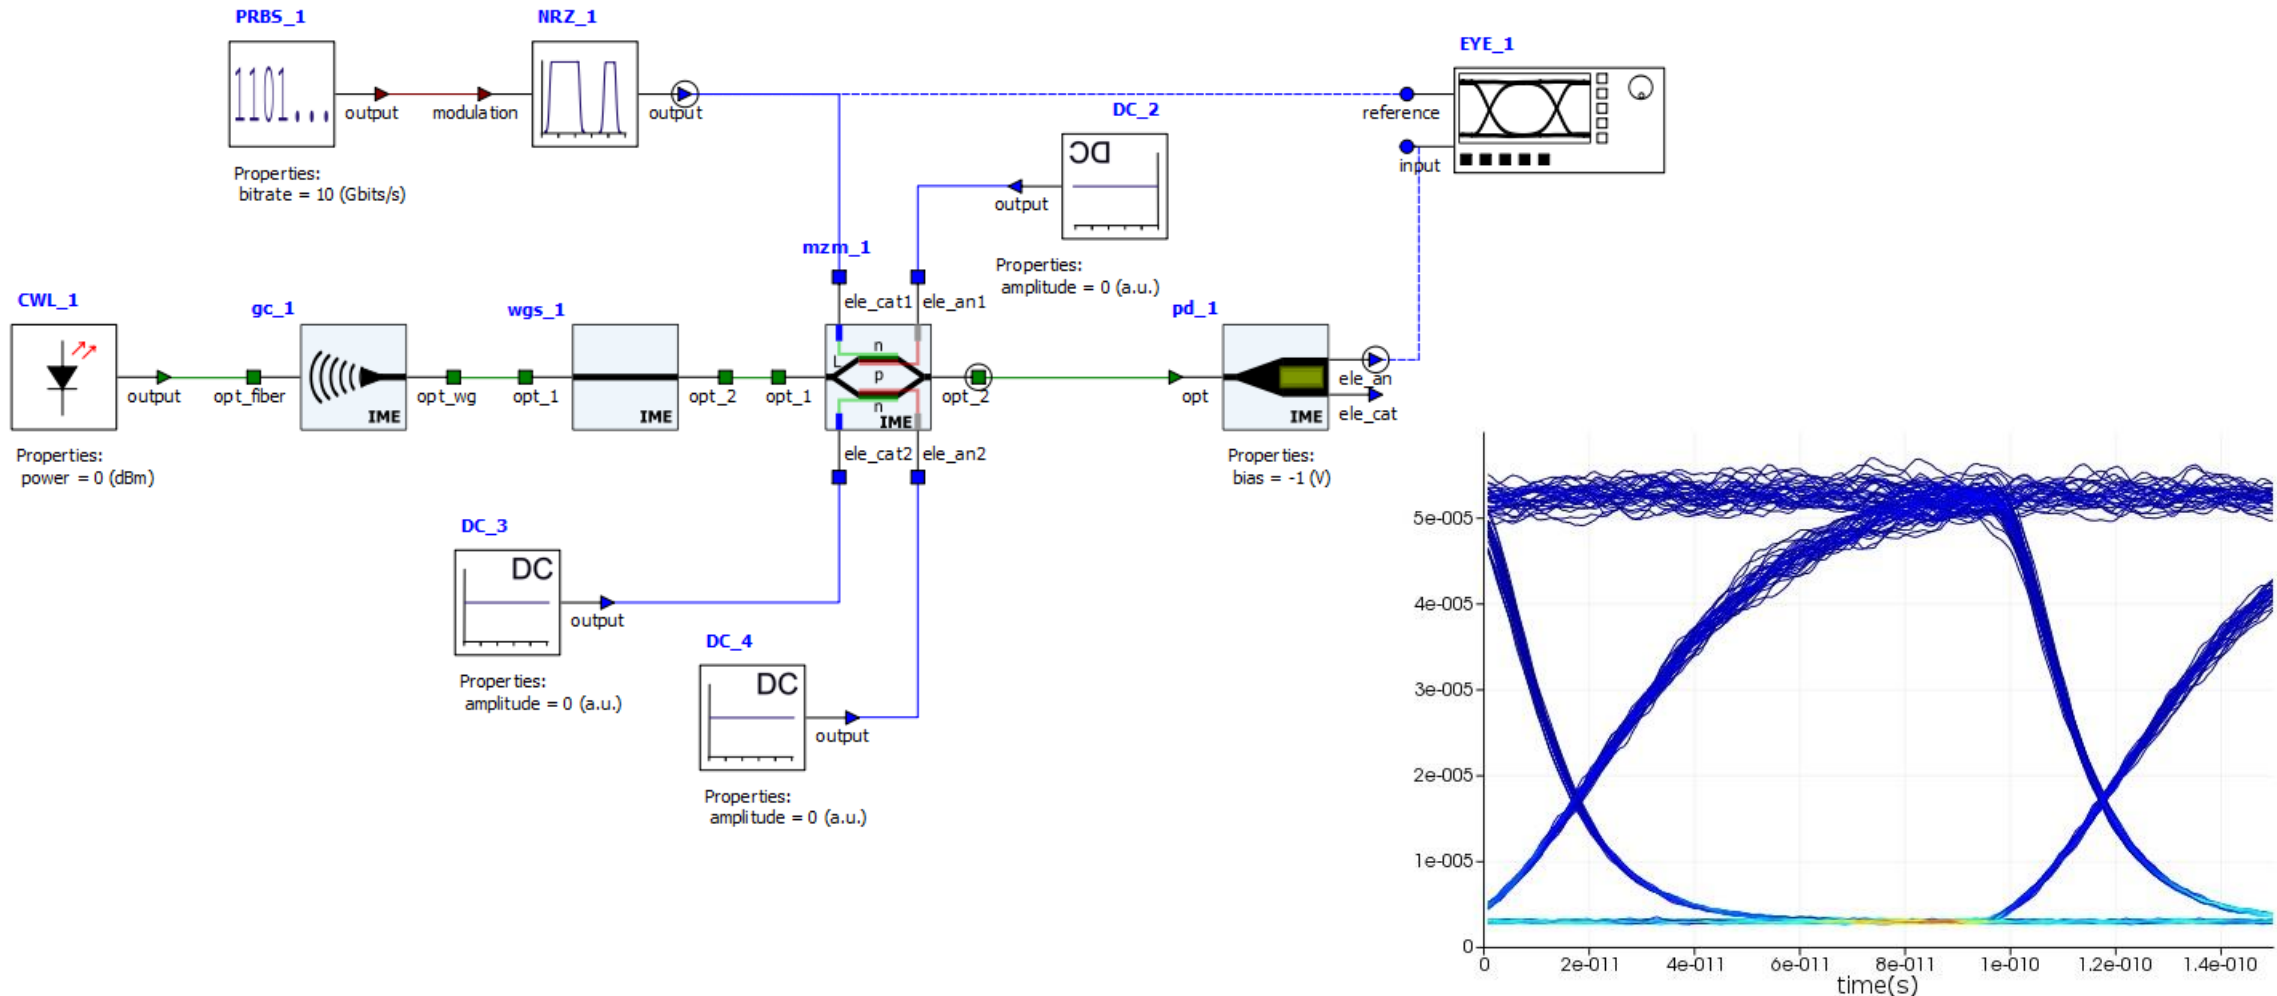 PRBS_1
1101...
output
Properties:
bitrate = 10 (Gbits/s)
modulation
NRZ_1
output
EYE_1
reference
input
DC_2
DC
output
Properties:
amplitude = 0 (a.u.)
CWL_1
output
Properties:
power = 0 (dBm)
gc_1
opt_fiber
IME
opt_wg
wgs_1
opt_1
IME
opt_2
mzm_1
ele_cat1
ele_an1
opt_1
L
n
p
n
IME
opt_2
ele_cat2
ele_an2
pd_1
opt
IME
ele_an
ele_cat
Properties:
bias = -1 (V)
DC_3
DC
output
Properties:
amplitude = 0 (a.u.)
DC_4
DC
output
Properties:
amplitude = 0 (a.u.)
5e-005
4e-005
3e-005
2e-005
1e-005
0
0 2e-011 4e-011 6e-011 8e-011 1e-010 1.2e-010 1.4e-010
time(s)